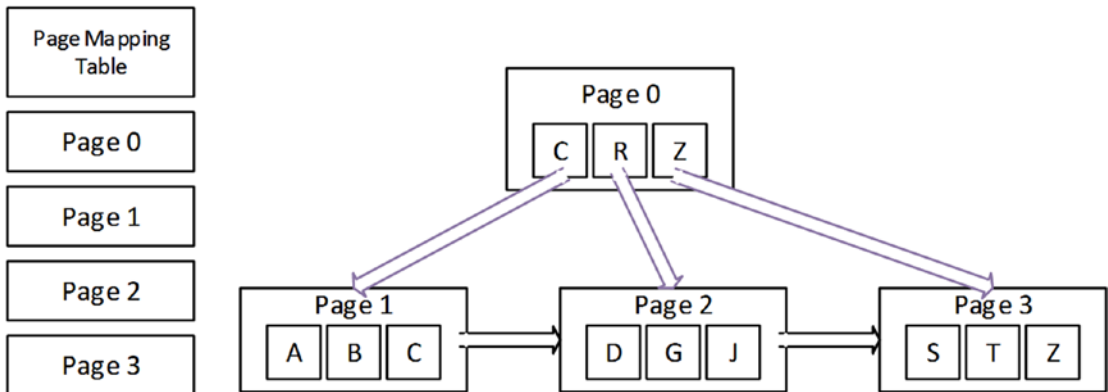 Page Mapping
Table
Page 0
Page 1
Page 2
Page 3
Page 0
C R Z
Page 1
A B C
Page 2
D G J
Page 3
S T Z